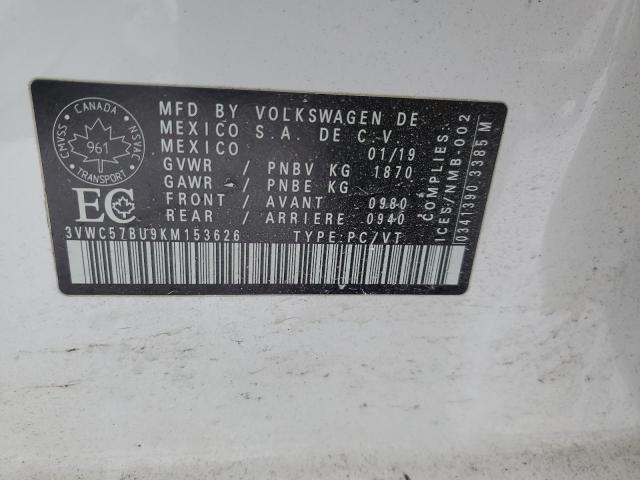 CANADA
CMVSS NSVAC
961
TRANSPORT
EC
MFD BY VOLKSWAGEN DE
MEXICO S.A. DE C.V.
MEXICO 01/19
GVWR / PNBV KG 1870
GAWR / PNBE KG
FRONT / AVANT 0980
REAR / ARRIERE 0940
3VWC57BU9KM153626 TYPE:PC/VT
COMPLIES.
ICES/NMB-002
0341390.3385M